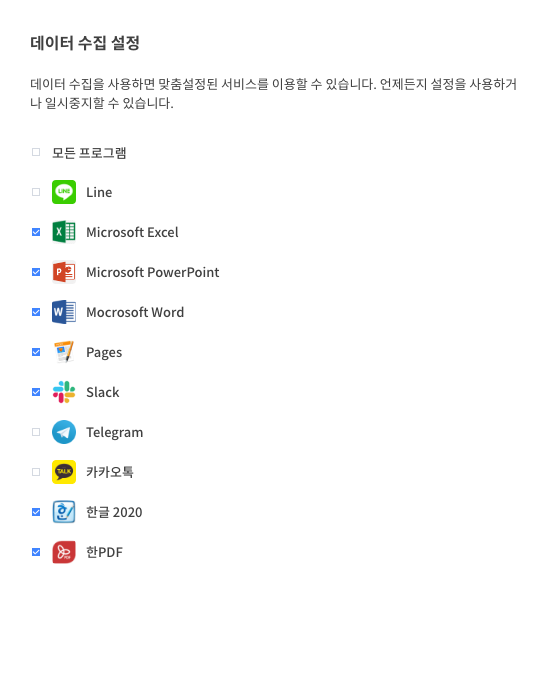 데이터 수집 설정
데이터 수집을 사용하면 맞춤설정된 서비스를 이용할 수 있습니다. 언제든지 설정을 사용하거
나 일시중지할 수 있습니다.
모든 프로그램
LINE Line
X Microsoft Excel
P Microsoft PowerPoint
W Mocrosoft Word
Pages
Slack
Telegram
TALK 카카오톡
한 한글 2020
PDF 한PDF